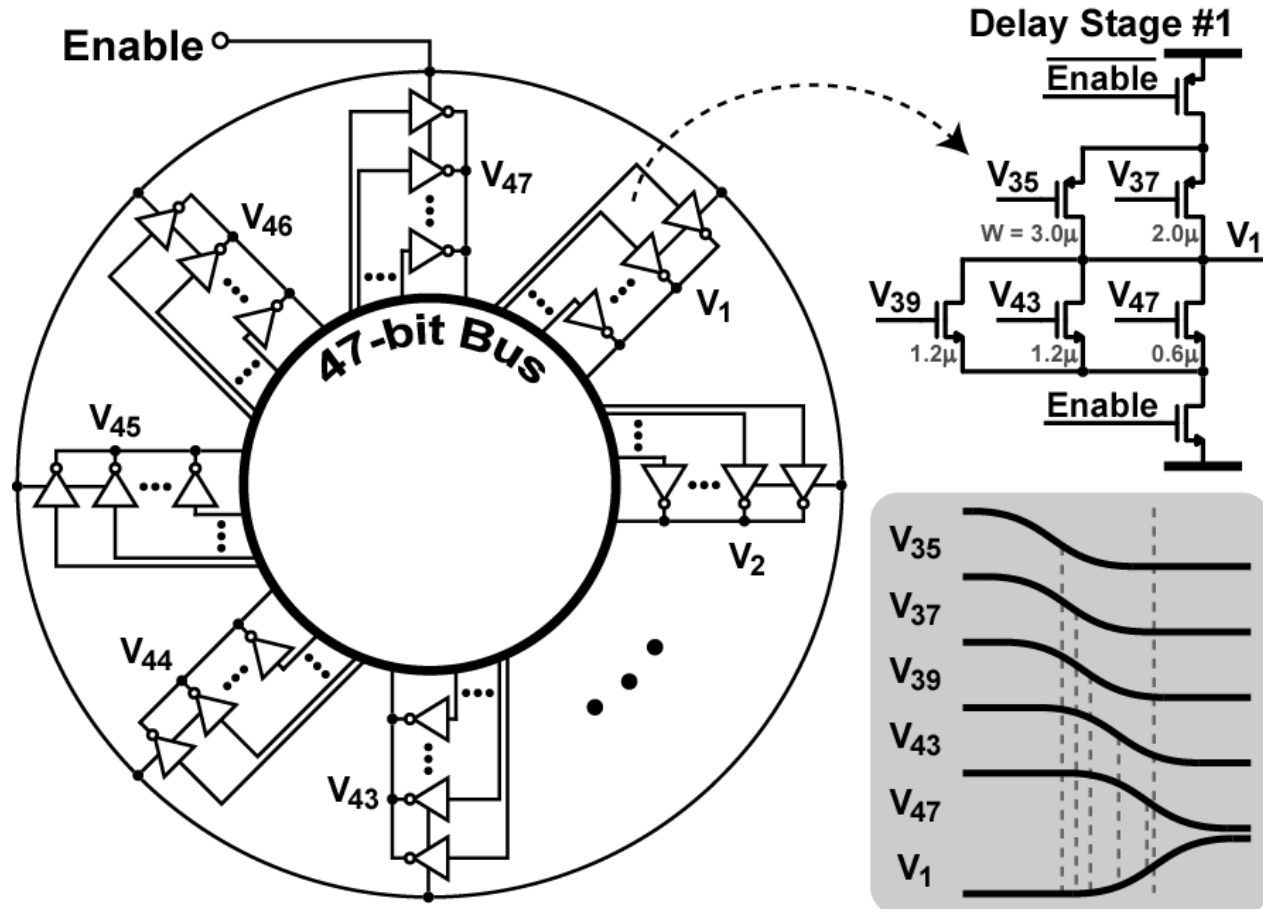 Enable
V47
V46
V1
V45
V2
V44
V43
47-bit Bus
Delay Stage #1
Enable
V35
V37
W = 3.0μ
2.0μ
V1
V39
V43
V47
1.2μ
1.2μ
0.6μ
Enable
V35
V37
V39
V43
V47
V1